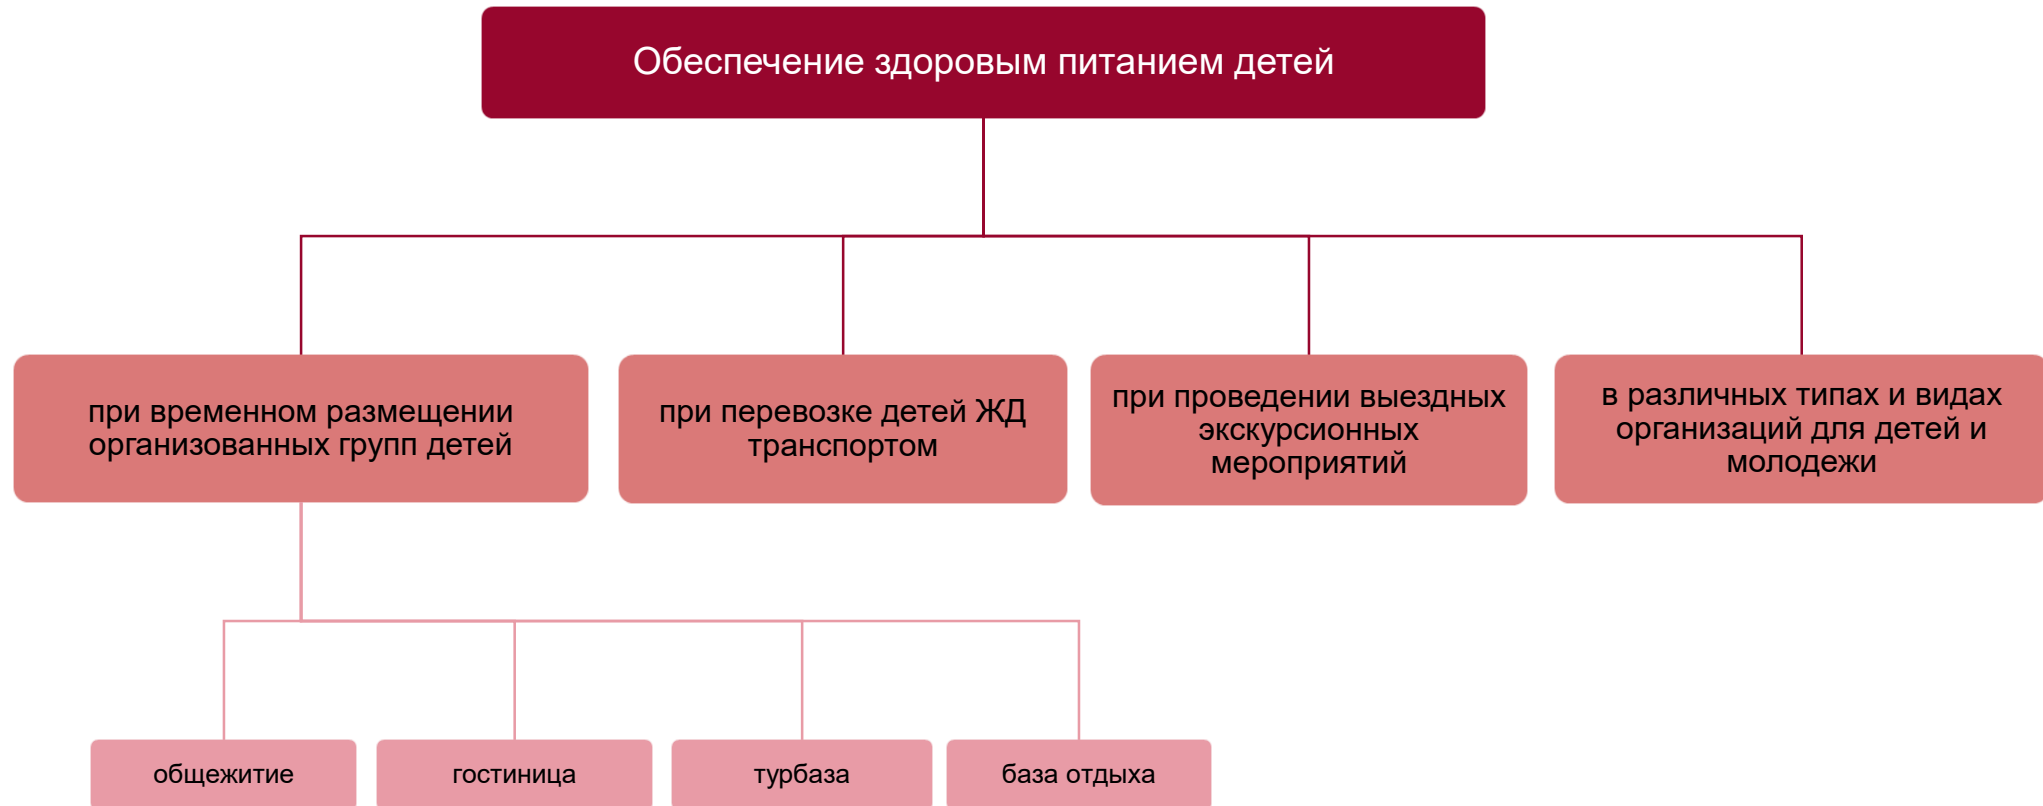 Обеспечение здоровым питанием детей
при временном размещении
организованных групп детей
при перевозке детей ЖД
транспортом
при проведении выездных
экскурсионных
мероприятий
в различных типах и видах
организаций для детей и
молодежи
общежитие
гостиница
турбаза
база отдыха